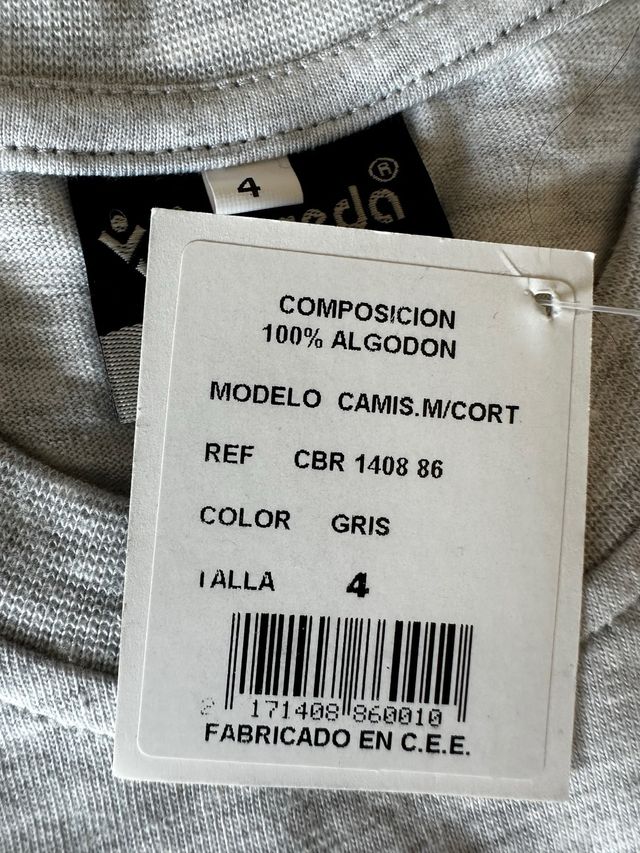 4
®
COMPOSICION
100% ALGODON
MODELO CAMIS.M/CORT
REF CBR 1408 86
COLOR GRIS
TALLA 4
2 171408 860010
FABRICADO EN C.E.E.